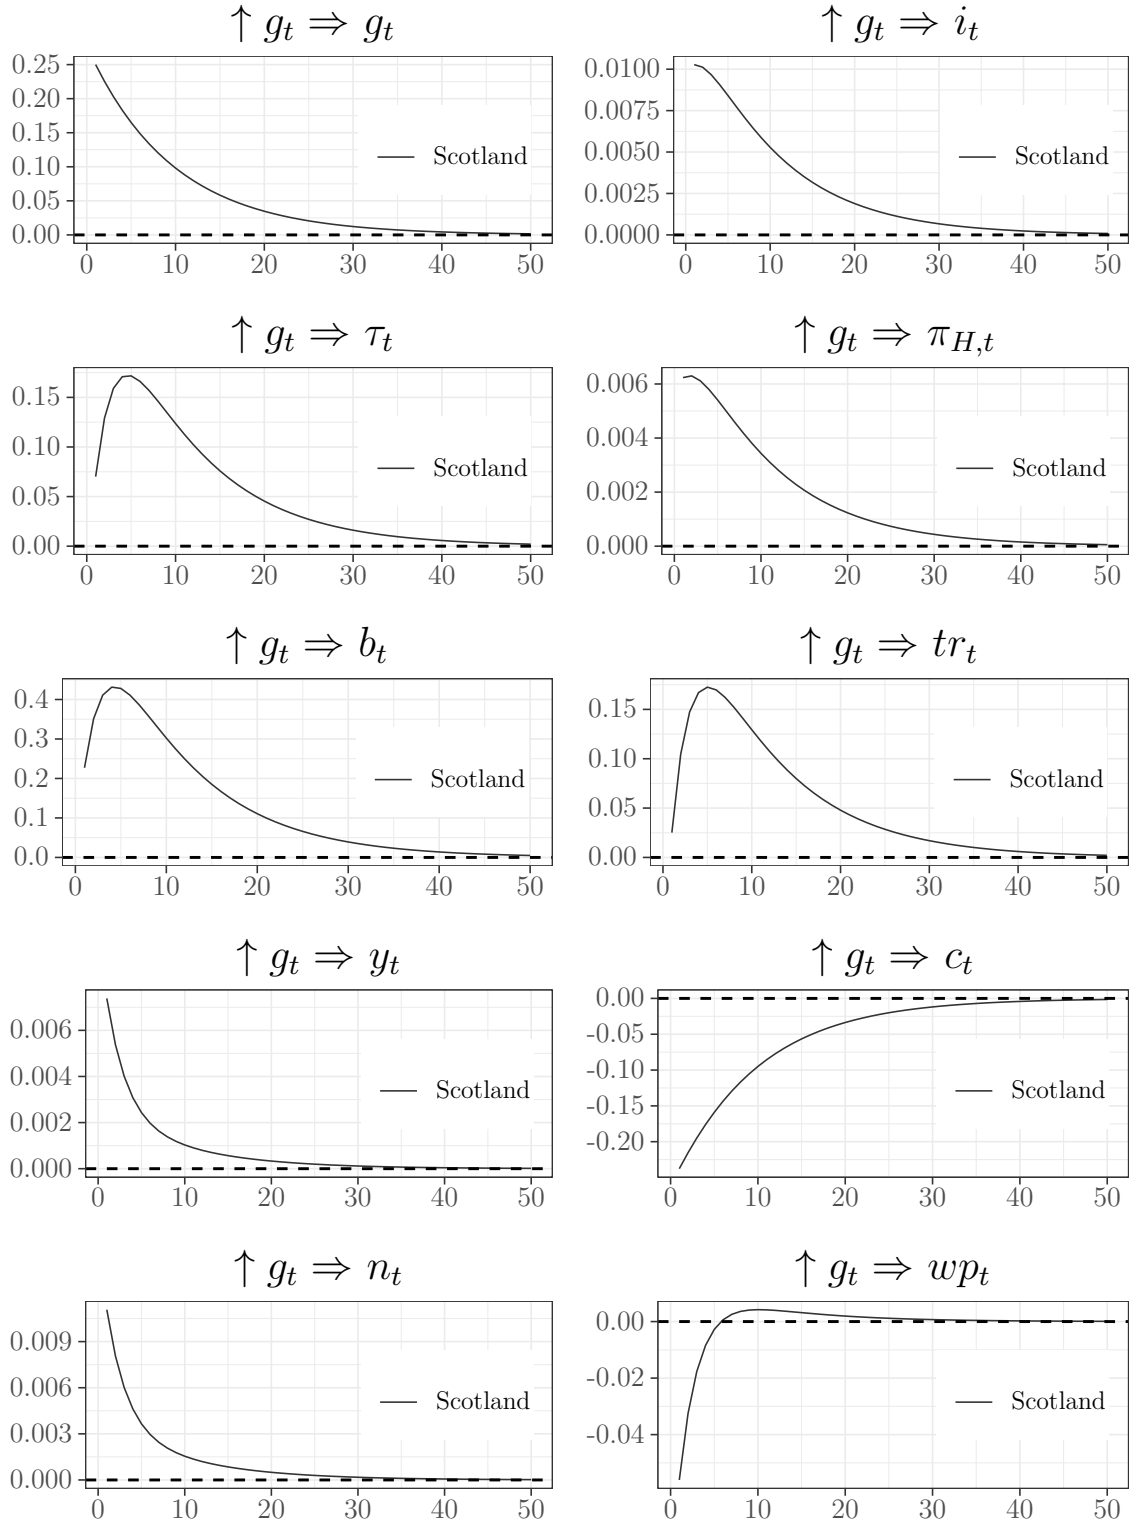 ↑ g_t ⇒ g_t
0.25
0.20
0.15
0.10
0.05
0.00
Scotland
0 10 20 30 40 50
↑ g_t ⇒ i_t
0.0100
0.0075
0.0050
0.0025
0.0000
Scotland
0 10 20 30 40 50
↑ g_t ⇒ τ_t
0.15
0.10
0.05
0.00
Scotland
0 10 20 30 40 50
↑ g_t ⇒ π_{H,t}
0.006
0.004
0.002
0.000
Scotland
0 10 20 30 40 50
↑ g_t ⇒ b_t
0.4
0.3
0.2
0.1
0.0
Scotland
0 10 20 30 40 50
↑ g_t ⇒ tr_t
0.15
0.10
0.05
0.00
Scotland
0 10 20 30 40 50
↑ g_t ⇒ y_t
0.006
0.004
0.002
0.000
Scotland
0 10 20 30 40 50
↑ g_t ⇒ c_t
0.00
-0.05
-0.10
-0.15
-0.20
Scotland
0 10 20 30 40 50
↑ g_t ⇒ n_t
0.009
0.006
0.003
0.000
Scotland
0 10 20 30 40 50
↑ g_t ⇒ wp_t
0.00
-0.02
-0.04
Scotland
0 10 20 30 40 50